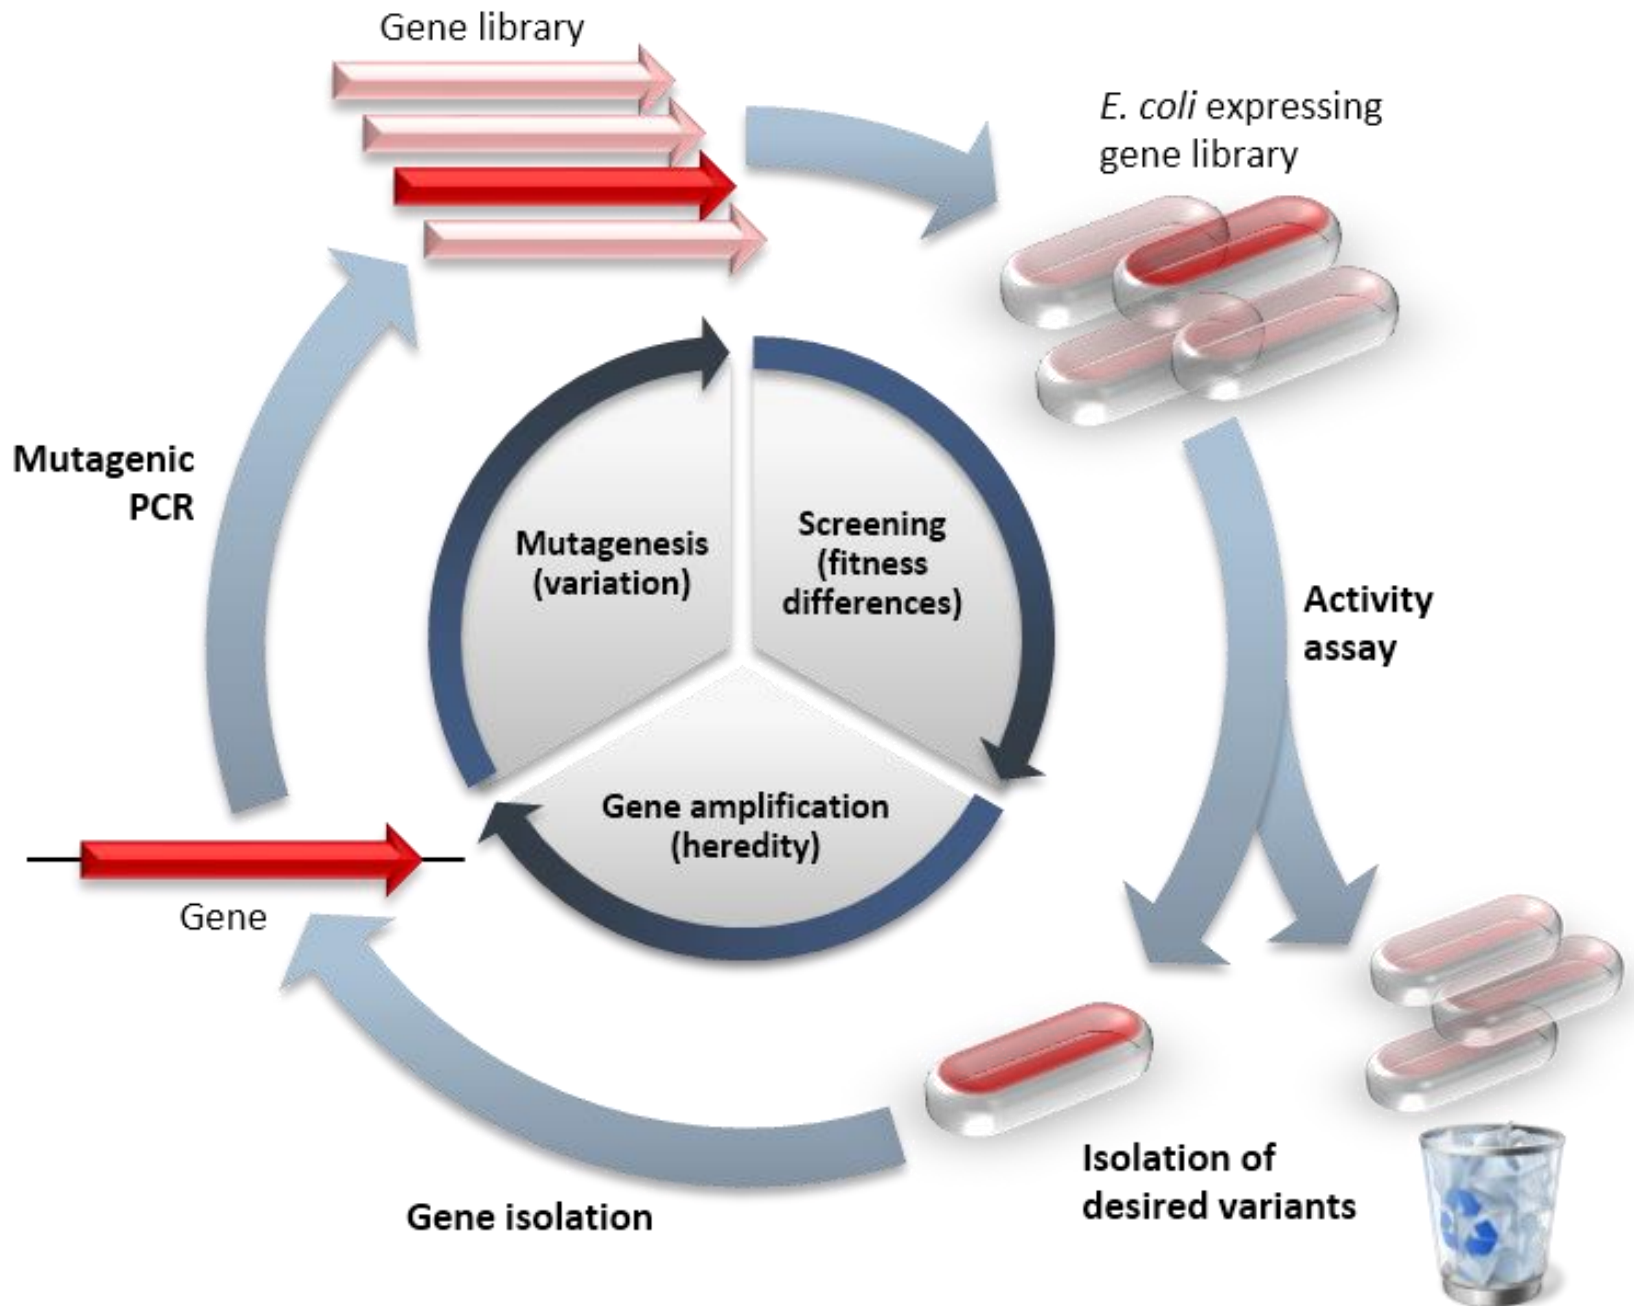 Gene library
E. coli expressing
gene library
Mutagenic
PCR
Mutagenesis
(variation)
Screening
(fitness
differences)
Activity
assay
Gene amplification
(heredity)
Gene
Isolation of
desired variants
Gene isolation